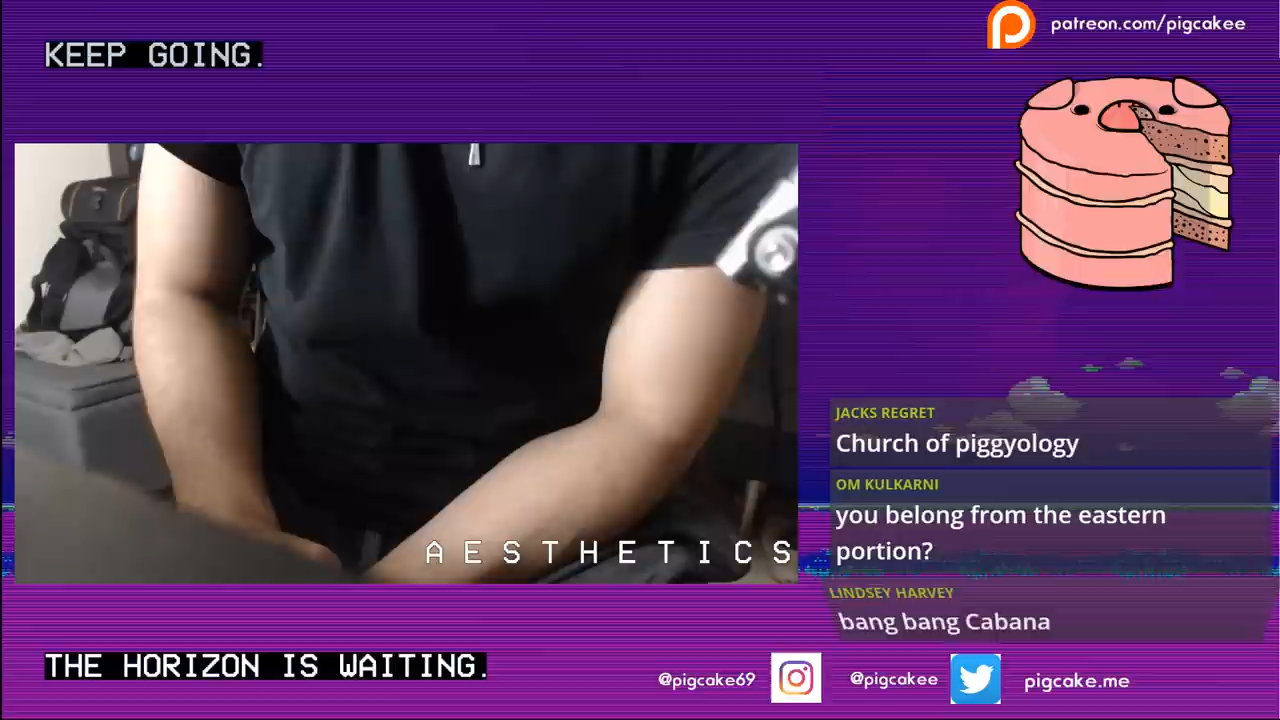 KEEP GOING.
patreon.com/pigcakee
JACKS REGRET
Church of piggyology
OM KULKARNI
you belong from the eastern
portion?
LINDSEY HARVEY
bang bang Cabana
AESTHETICS
THE HORIZON IS WAITING.
@pigcake69
@pigcakee
pigcake.me